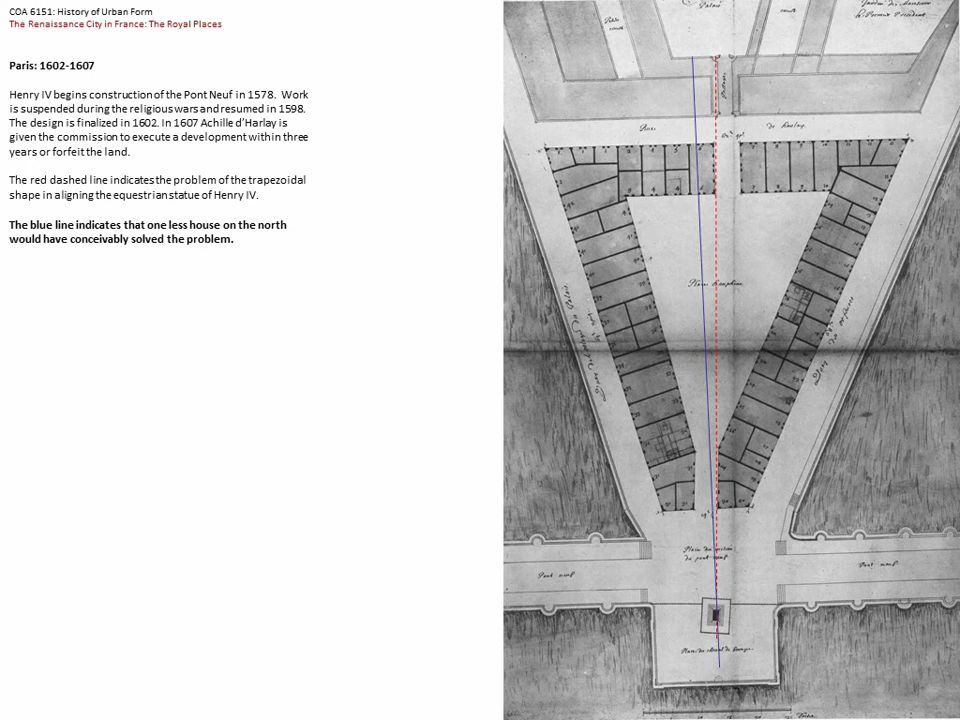 COA 6151: History of Urban Form
The Renaissance City in France: The Royal Places
Paris: 1602-1607
Henry IV begins construction of the Pont Neuf in 1578. Work
is suspended during the religious wars and resumed in 1598.
The design is finalized in 1602. In 1607 Achille d'Harlay is
given the commission to execute a development within three
years or forfeit the land.
The red dashed line indicates the problem of the trapezoidal
shape in aligning the equestrian statue of Henry IV.
The blue line indicates that one less house on the north
would have conceivably solved the problem.
Palais
Rue de Harlay
Place Dauphine
Place du
du pont neuf
Pont neuf
Pont neuf